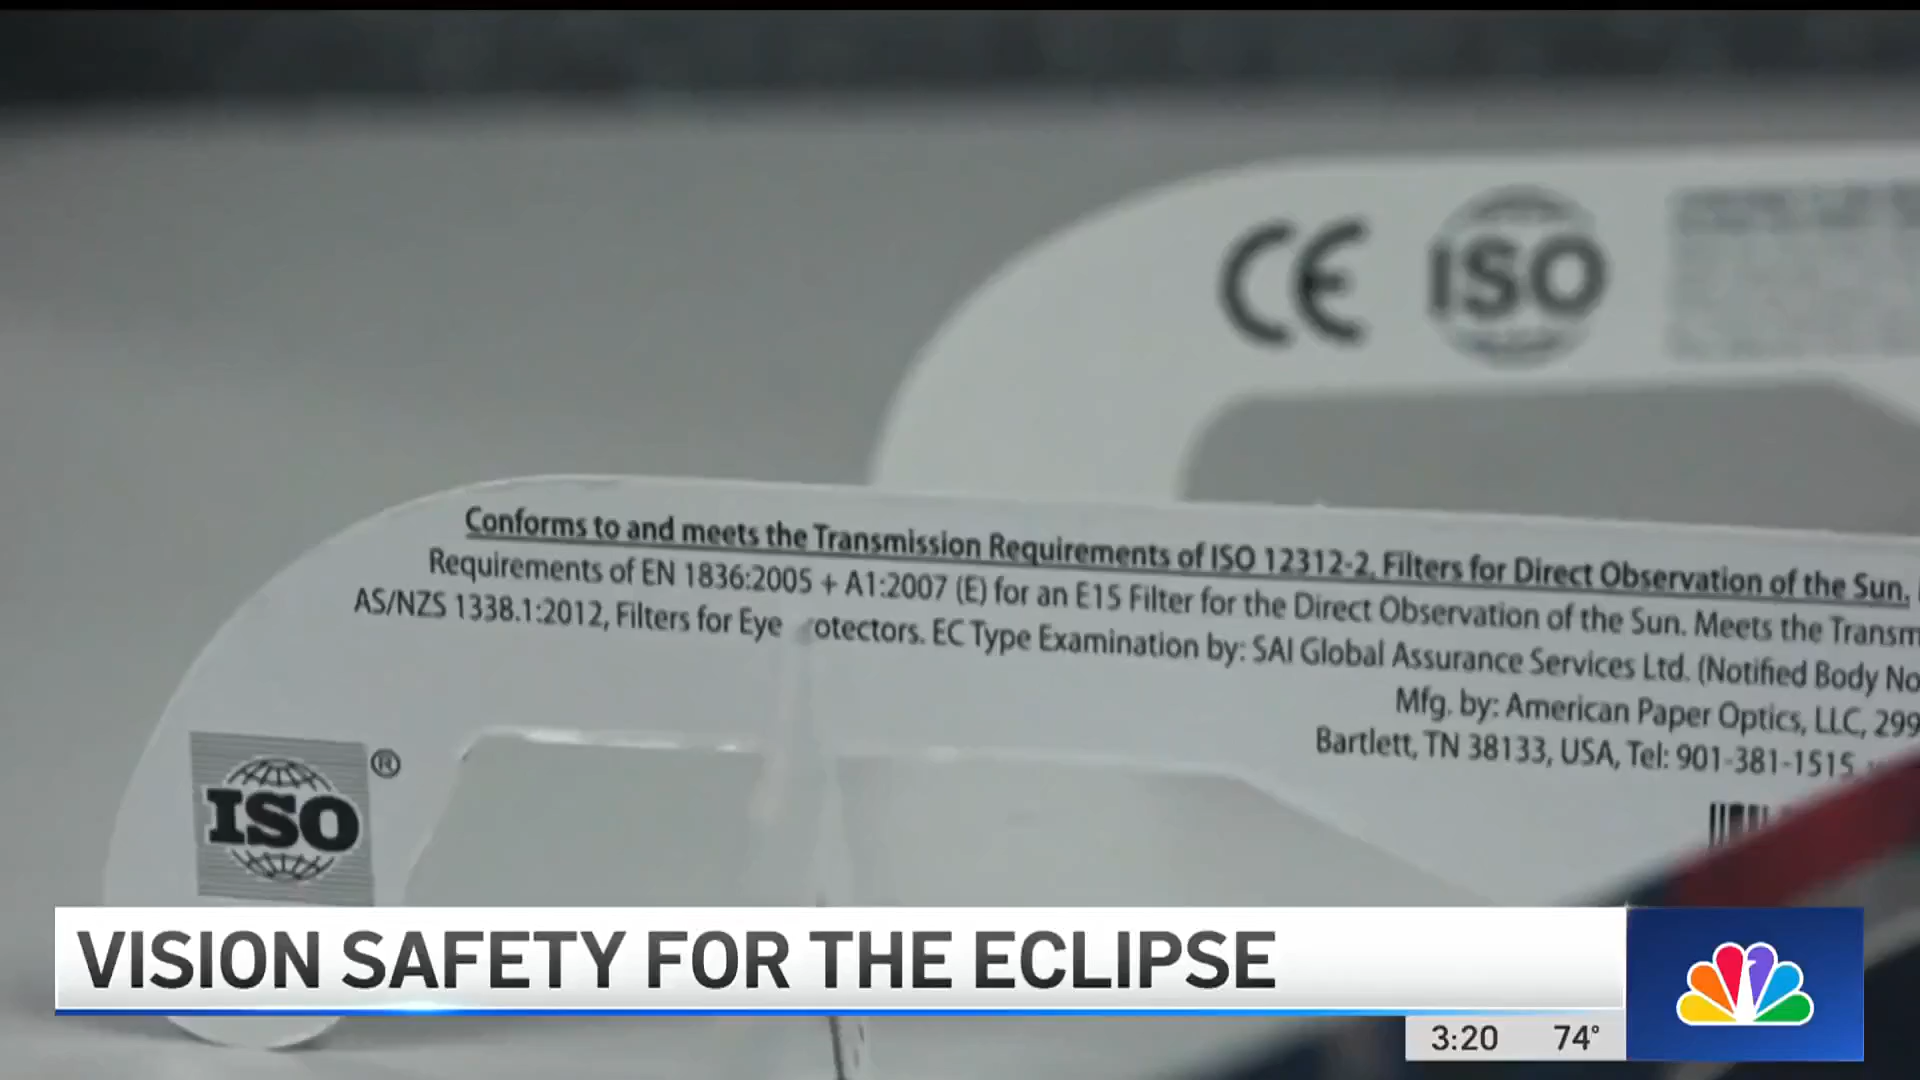 CE ISO
Conforms to and meets the Transmission Requirements of ISO 12312-2, Filters for Direct Observation of the Sun.
Requirements of EN 1836:2005 + A1:2007 (E) for an E15 Filter for the Direct Observation of the Sun. Meets the Transm
AS/NZS 1338.1:2012, Filters for Eye otectors. EC Type Examination by: SAI Global Assurance Services Ltd. (Notified Body No
Mfg. by: American Paper Optics, LLC, 299
Bartlett, TN 38133, USA, Tel: 901-381-1515
ISO ®
VISION SAFETY FOR THE ECLIPSE
3:20 74°